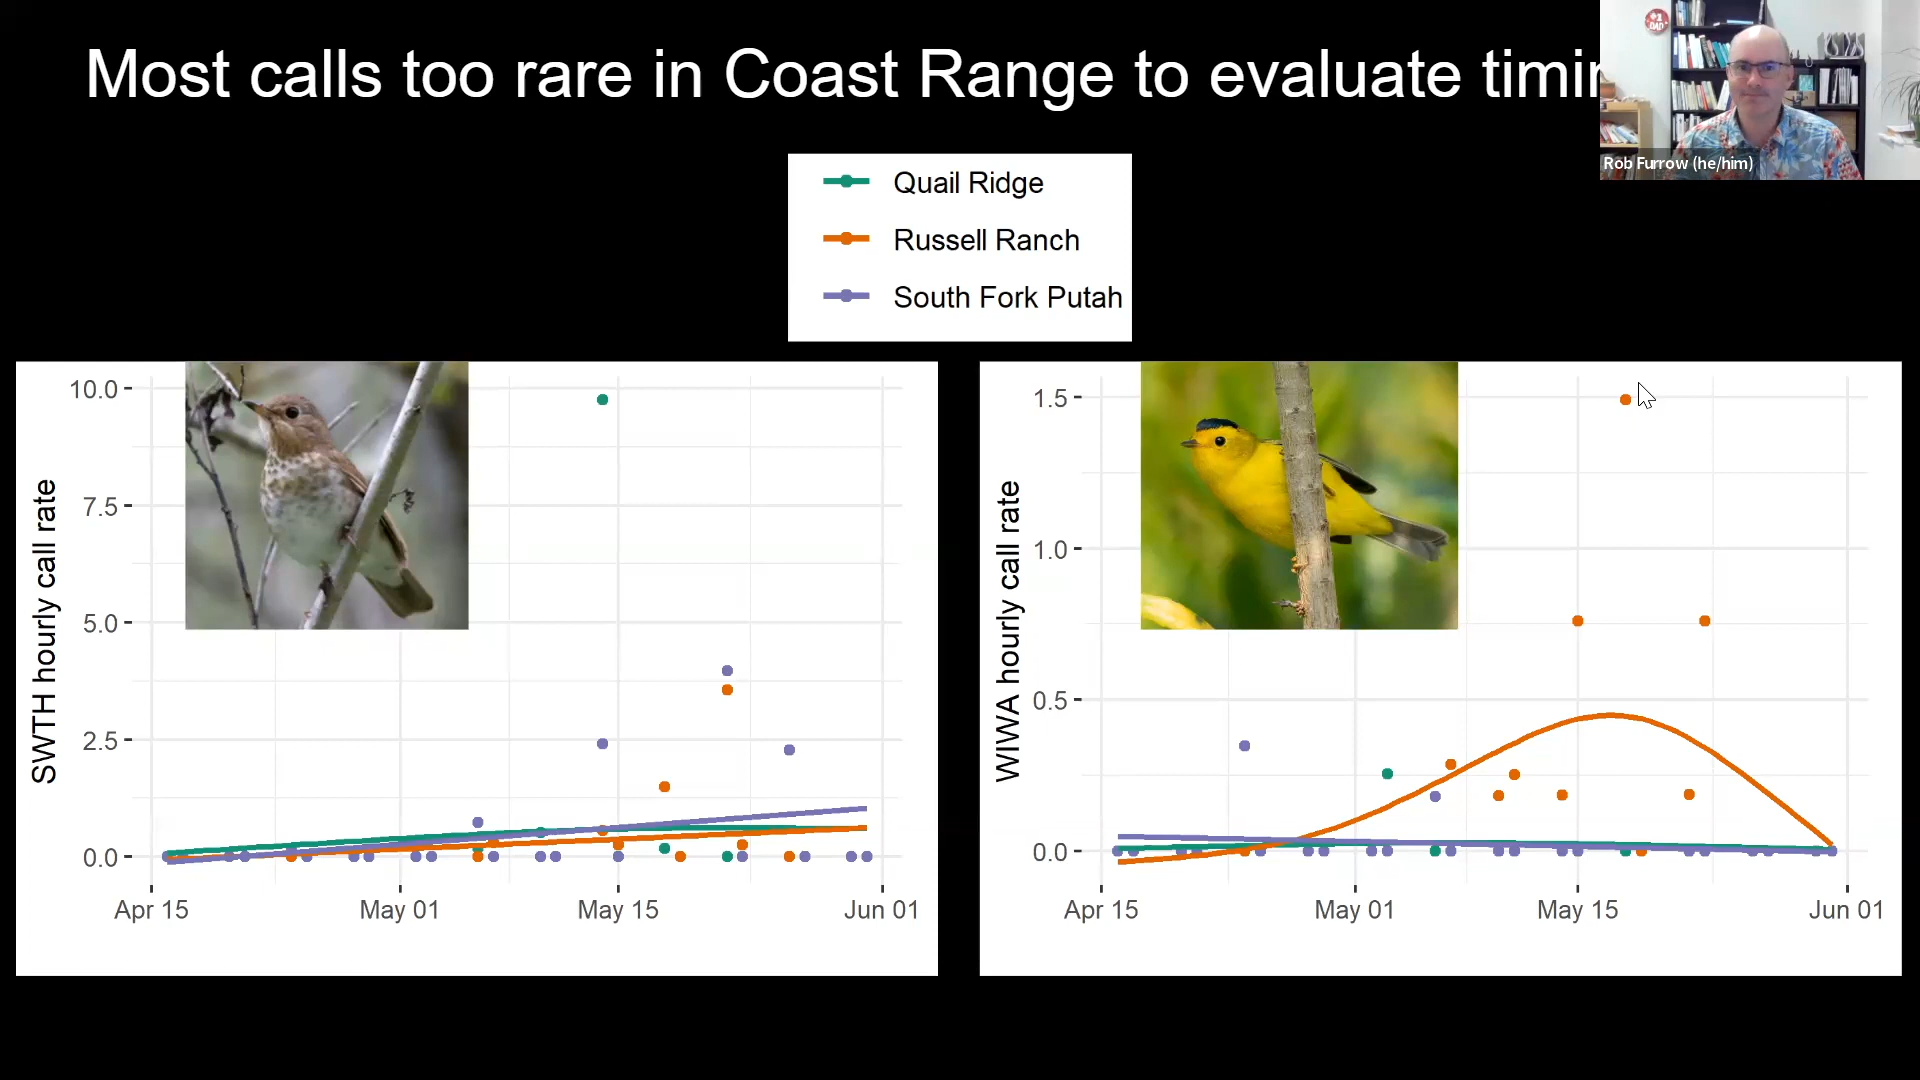 Most calls too rare in Coast Range to evaluate
#1
DAD
Rob Furrow (he/him)
Quail Ridge
Russell Ranch
South Fork Putah
SWTH hourly call rate
10.0
7.5
5.0
2.5
0.0
Apr 15
May 01
May 15
Jun 01
WIWA hourly call rate
1.5
1.0
0.5
0.0
Apr 15
May 01
May 15
Jun 01